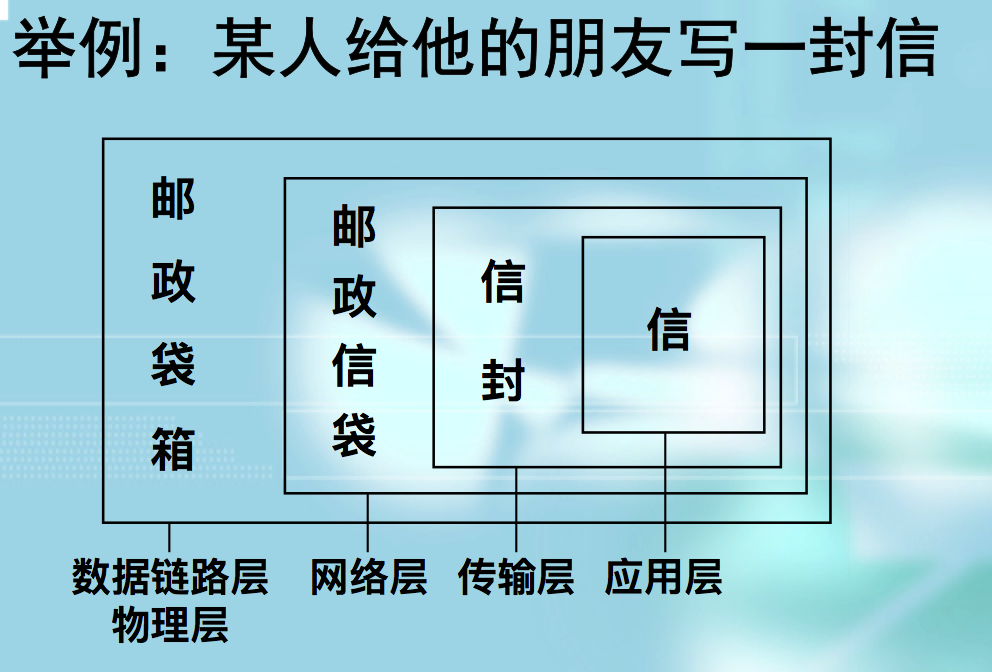 举例：某人给他的朋友写一封信
邮政袋箱
邮政信袋
信封
信
数据链路层
物理层
网络层
传输层
应用层